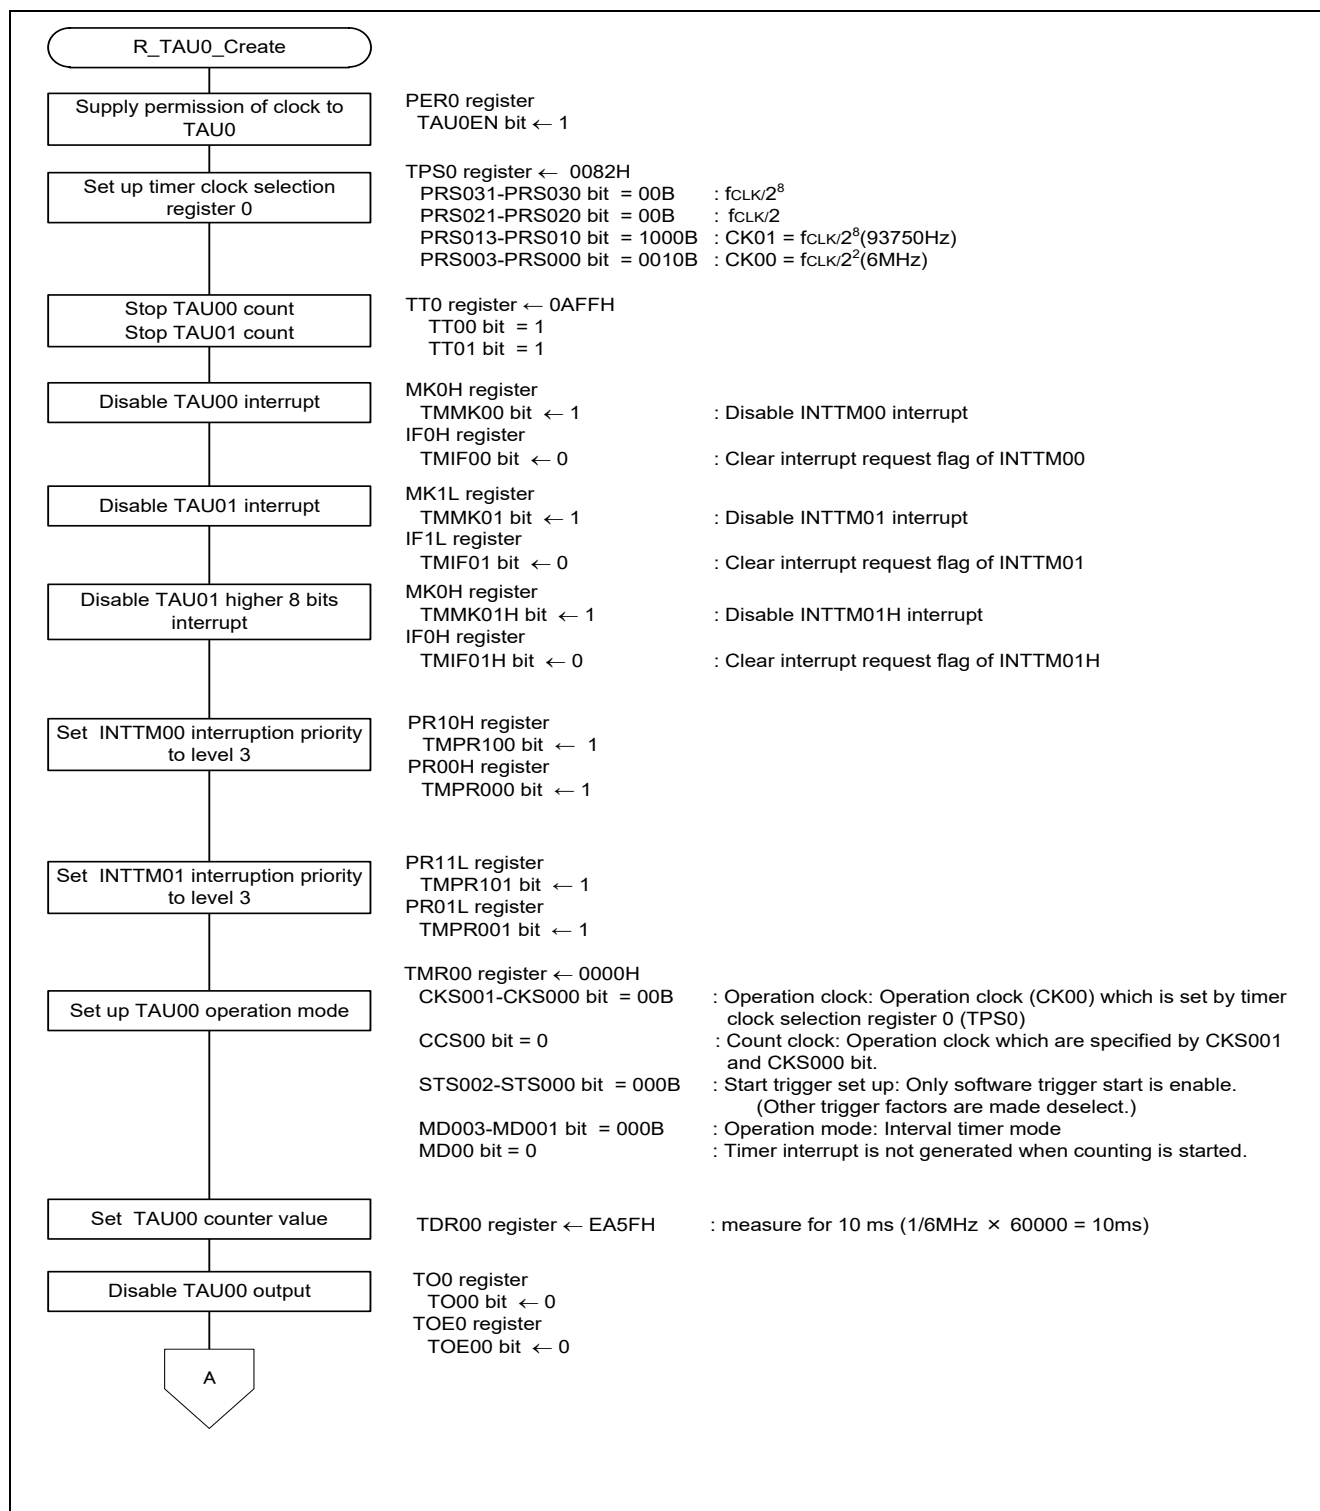 R_TAU0_Create
Supply permission of clock to
TAU0
PER0 register
TAU0EN bit ← 1
Set up timer clock selection
register 0
TPS0 register ← 0082H
PRS031-PRS030 bit = 00B : fCLK/2⁸
PRS021-PRS020 bit = 00B : fCLK/2
PRS013-PRS010 bit = 1000B : CK01 = fCLK/2⁸(93750Hz)
PRS003-PRS000 bit = 0010B : CK00 = fCLK/2²(6MHz)
Stop TAU00 count
Stop TAU01 count
TT0 register ← 0AFFH
TT00 bit = 1
TT01 bit = 1
Disable TAU00 interrupt
MK0H register
TMMK00 bit ← 1 : Disable INTTM00 interrupt
IF0H register
TMIF00 bit ← 0 : Clear interrupt request flag of INTTM00
Disable TAU01 interrupt
MK1L register
TMMK01 bit ← 1 : Disable INTTM01 interrupt
IF1L register
TMIF01 bit ← 0 : Clear interrupt request flag of INTTM01
Disable TAU01 higher 8 bits
interrupt
MK0H register
TMMK01H bit ← 1 : Disable INTTM01H interrupt
IF0H register
TMIF01H bit ← 0 : Clear interrupt request flag of INTTM01H
Set INTTM00 interruption priority
to level 3
PR10H register
TMPR100 bit ← 1
PR00H register
TMPR000 bit ← 1
Set INTTM01 interruption priority
to level 3
PR11L register
TMPR101 bit ← 1
PR01L register
TMPR001 bit ← 1
Set up TAU00 operation mode
TMR00 register ← 0000H
CKS001-CKS000 bit = 00B : Operation clock: Operation clock (CK00) which is set by timer
clock selection register 0 (TPS0)
CCS00 bit = 0 : Count clock: Operation clock which are specified by CKS001
and CKS000 bit.
STS002-STS000 bit = 000B : Start trigger set up: Only software trigger start is enable.
(Other trigger factors are made deselect.)
MD003-MD001 bit = 000B : Operation mode: Interval timer mode
MD00 bit = 0 : Timer interrupt is not generated when counting is started.
Set TAU00 counter value
TDR00 register ← EA5FH : measure for 10 ms (1/6MHz × 60000 = 10ms)
Disable TAU00 output
TO0 register
TO00 bit ← 0
TOE0 register
TOE00 bit ← 0
A